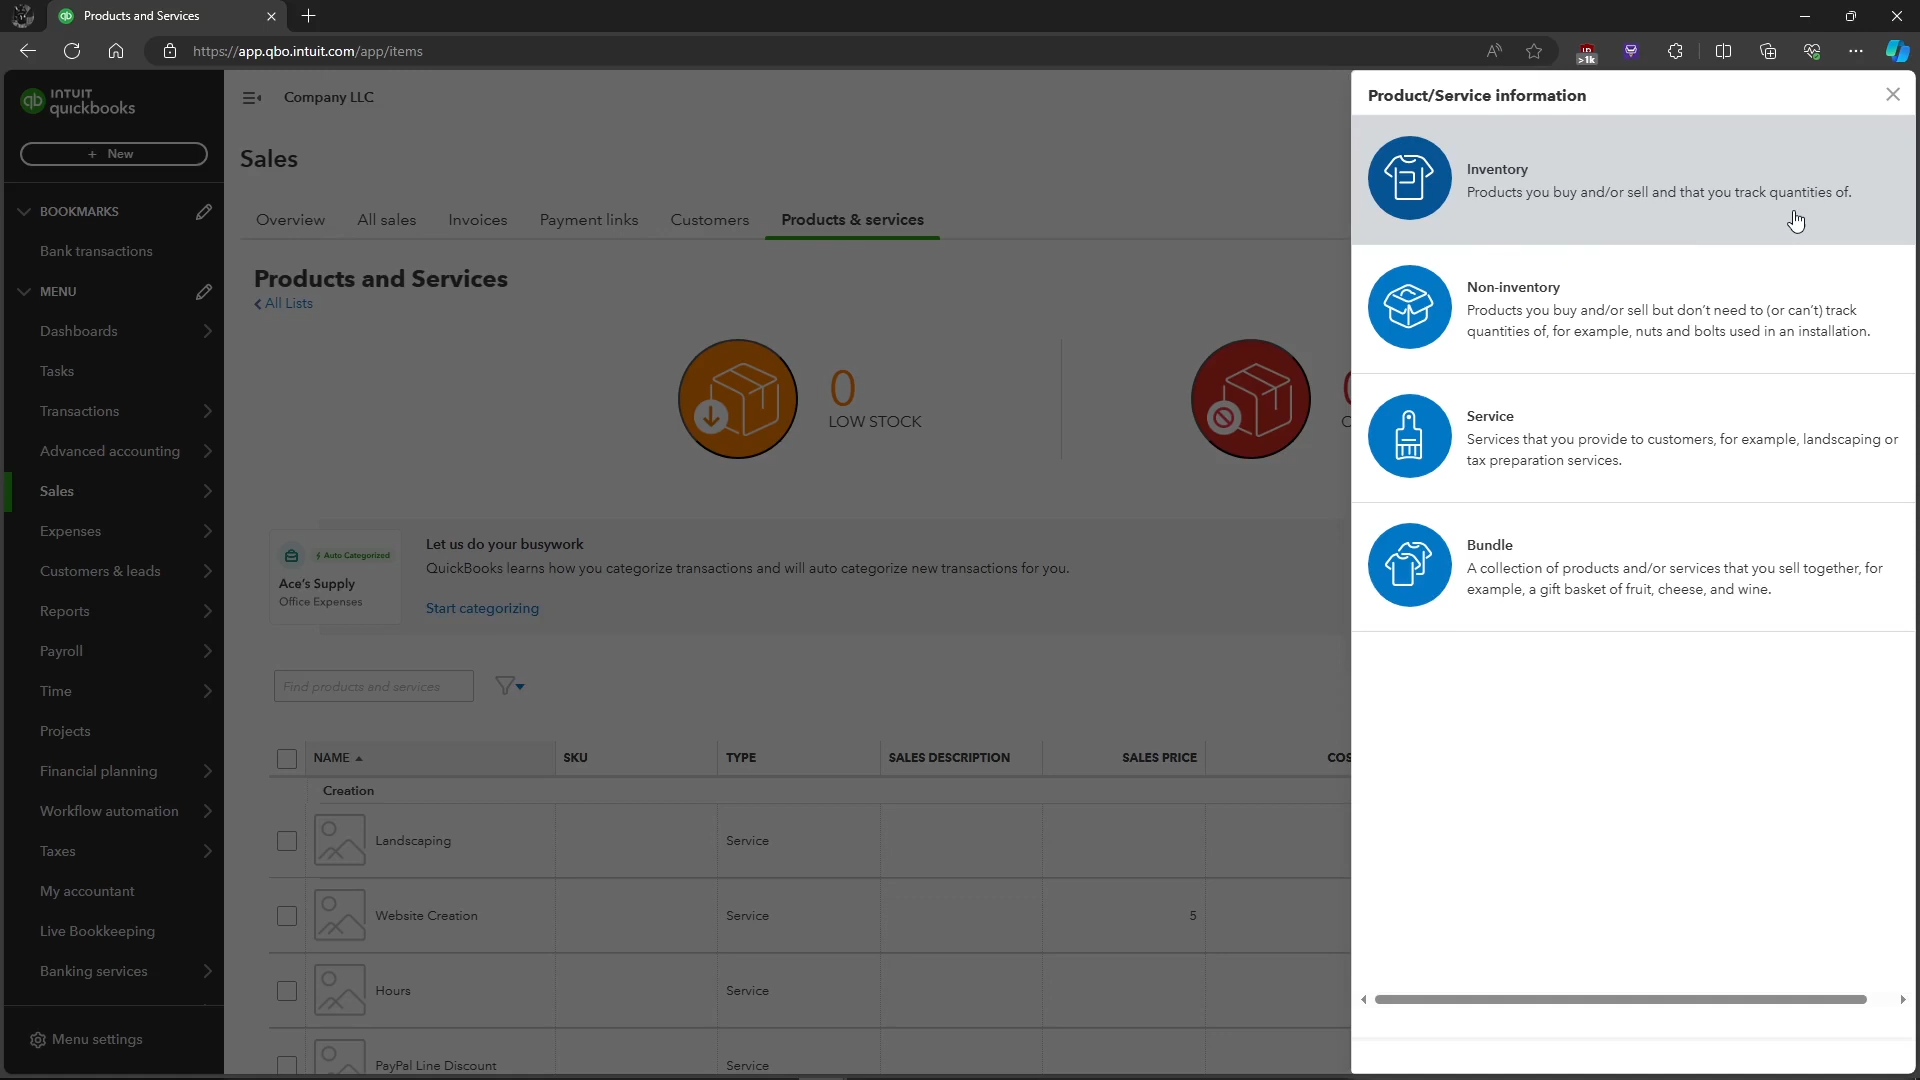 Products and Services
https://app.qbo.intuit.com/app/items
>1k
qb INTUIT
quickbooks
+ New
BOOKMARKS
Bank transactions
MENU
Dashboards
Tasks
Transactions
Advanced accounting
Sales
Expenses
Customers & leads
Reports
Payroll
Time
Projects
Financial planning
Workflow automation
Taxes
My accountant
Live Bookkeeping
Banking services
Menu settings
Company LLC
Sales
Overview All sales Invoices Payment links Customers Products & services
Products and Services
All Lists
0
LOW STOCK
Auto Categorized
Ace's Supply
Office Expenses
Let us do your busywork
QuickBooks learns how you categorize transactions and will auto categorize new transactions for you.
Start categorizing
Find products and services
NAME SKU TYPE SALES DESCRIPTION SALES PRICE COS
Creation
Landscaping Service
Website Creation Service 5
Hours Service
PayPal Line Discount Service
Product/Service information
Inventory
Products you buy and/or sell and that you track quantities of.
Non-inventory
Products you buy and/or sell but don't need to (or can't) track
quantities of, for example, nuts and bolts used in an installation.
Service
Services that you provide to customers, for example, landscaping or
tax preparation services.
Bundle
A collection of products and/or services that you sell together, for
example, a gift basket of fruit, cheese, and wine.